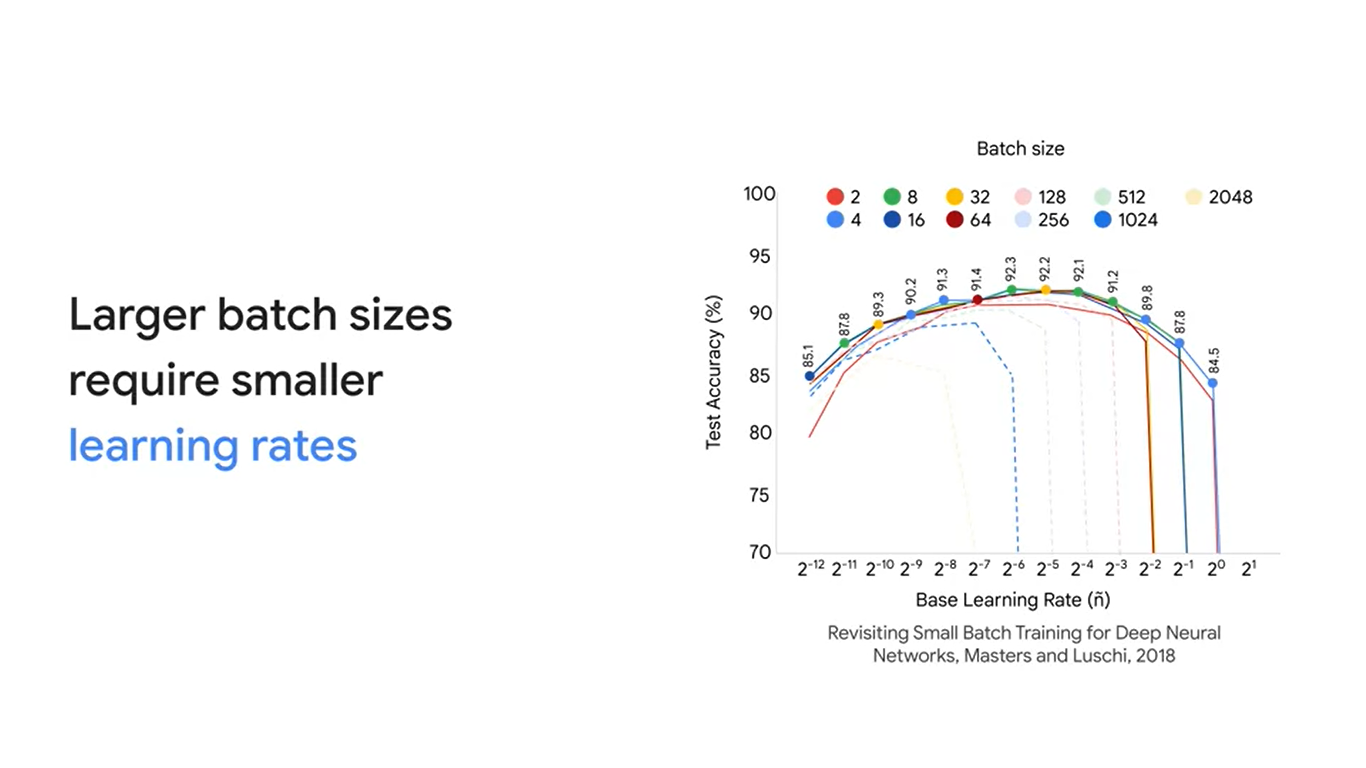 Larger batch sizes
require smaller
learning rates
Batch size
2 8 32 128 512 2048
4 16 64 256 1024
100
95
90
85
80
75
70
Test Accuracy (%)
85.1 87.8 89.3 90.2 91.3 91.4 92.3 92.2 92.1 91.2 89.8 87.8 84.5
2⁻¹² 2⁻¹¹ 2⁻¹⁰ 2⁻⁹ 2⁻⁸ 2⁻⁷ 2⁻⁶ 2⁻⁵ 2⁻⁴ 2⁻³ 2⁻² 2⁻¹ 2⁰ 2¹
Base Learning Rate (ñ)
Revisiting Small Batch Training for Deep Neural
Networks, Masters and Luschi, 2018